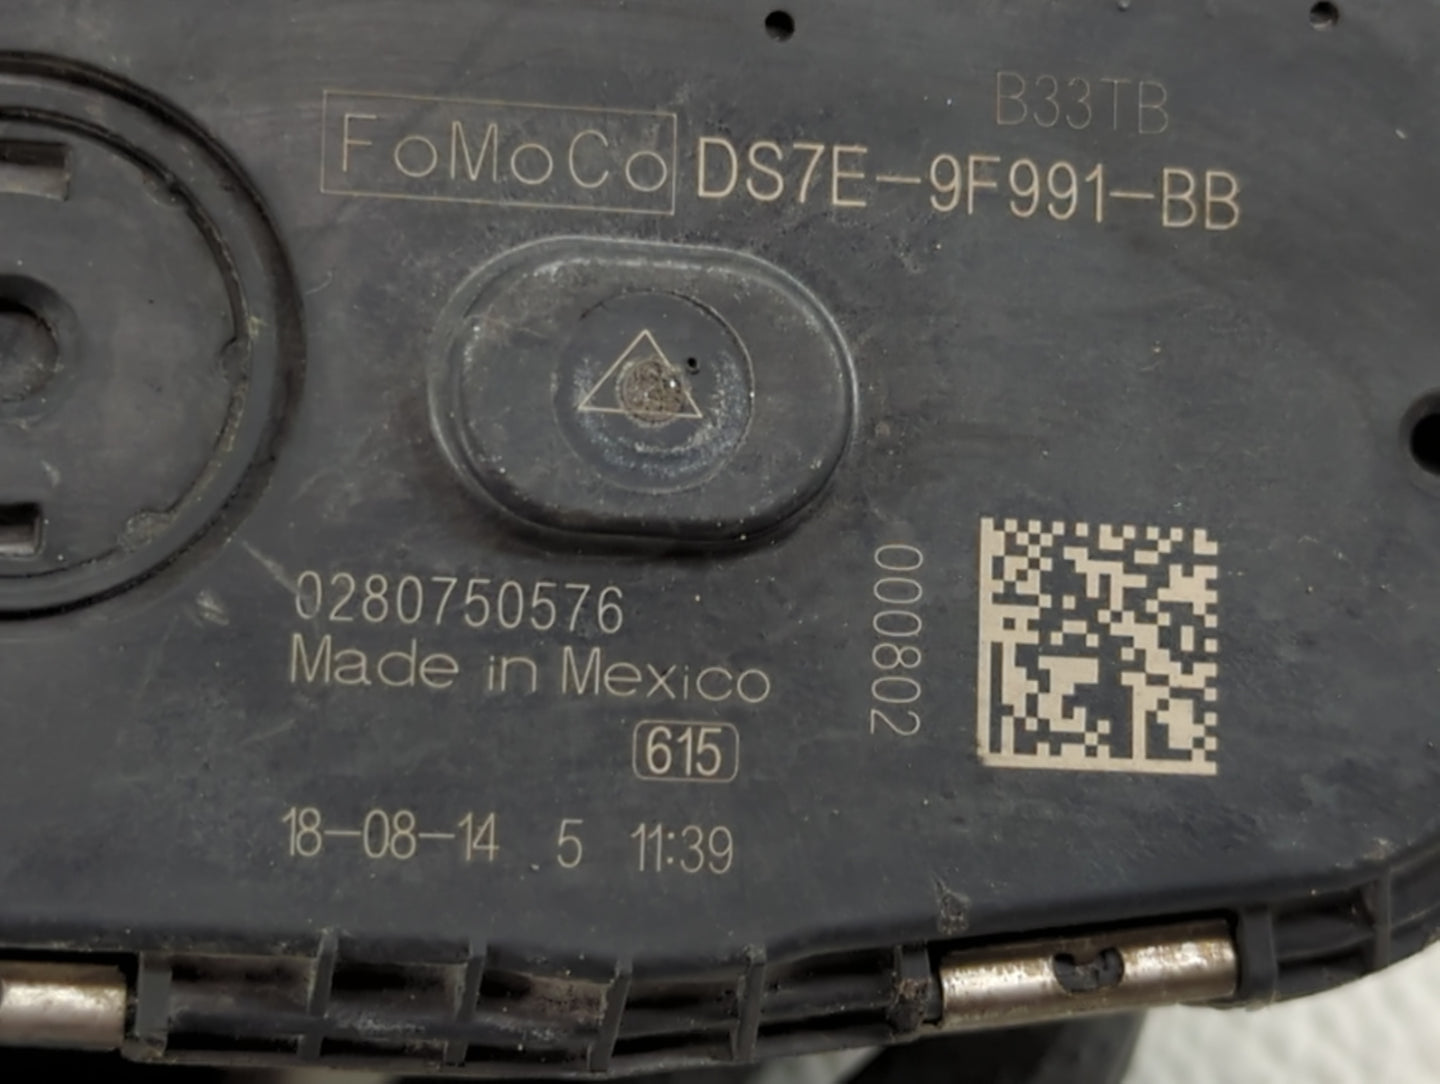 B33TB
FoMoCo DS7E-9F991-BB
0280750576
Made in Mexico
615
18-08-14 5 11:39
000802